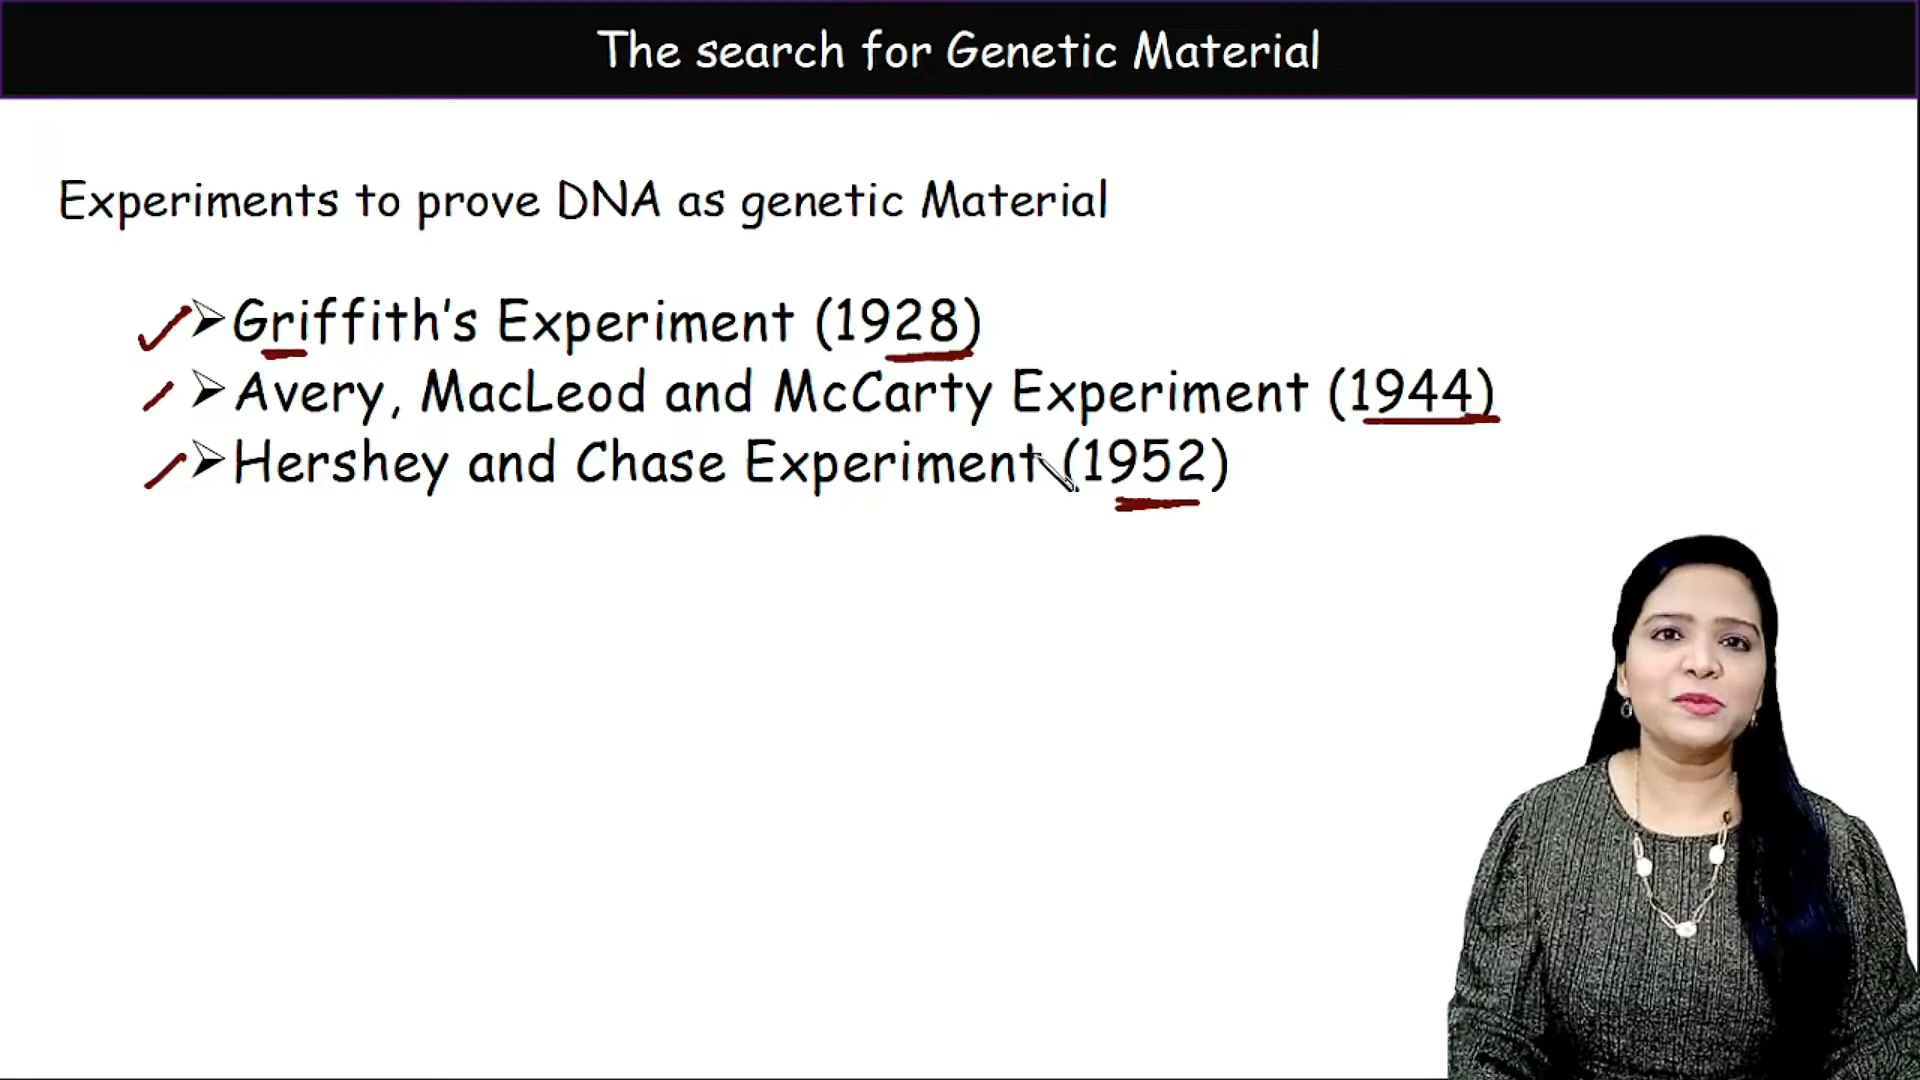 The search for Genetic Material
Experiments to prove DNA as genetic Material
➢Griffith's Experiment (1928)
➢Avery, MacLeod and McCarty Experiment (1944)
➢Hershey and Chase Experiment (1952)